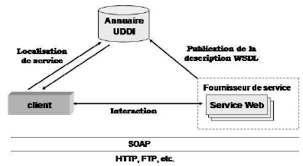 Annuaire
UDDI
Localisation
de service
Publication de la
description WSDL
Fournisseur de service
client
Service Web
Interaction
SOAP
HTTP, FTP, etc.